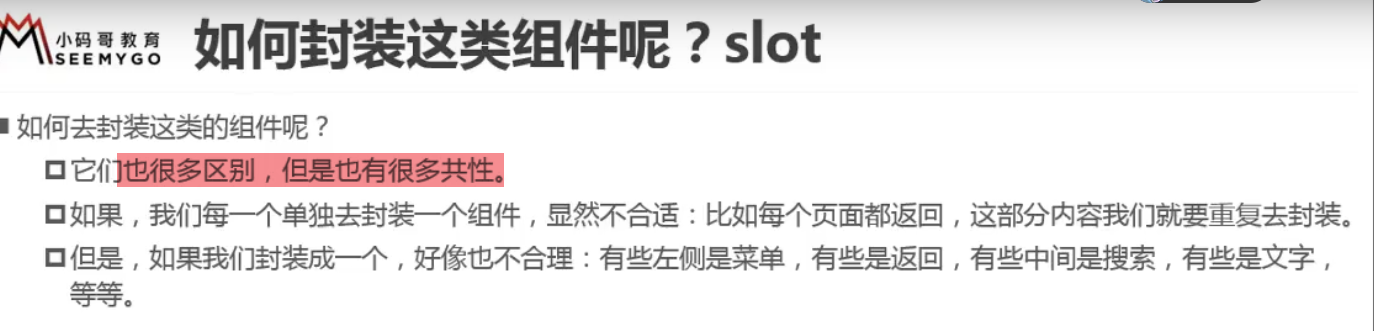 小码哥教育
SEEMYGO
如何封装这类组件呢？slot
如何去封装这类的组件呢？
它们也很多区别，但是也有很多共性。
如果，我们每一个单独去封装一个组件，显然不合适：比如每个页面都返回，这部分内容我们就要重复去封装。
但是，如果我们封装成一个，好像也不合理：有些左侧是菜单，有些是返回，有些中间是搜索，有些是文字，
等等。